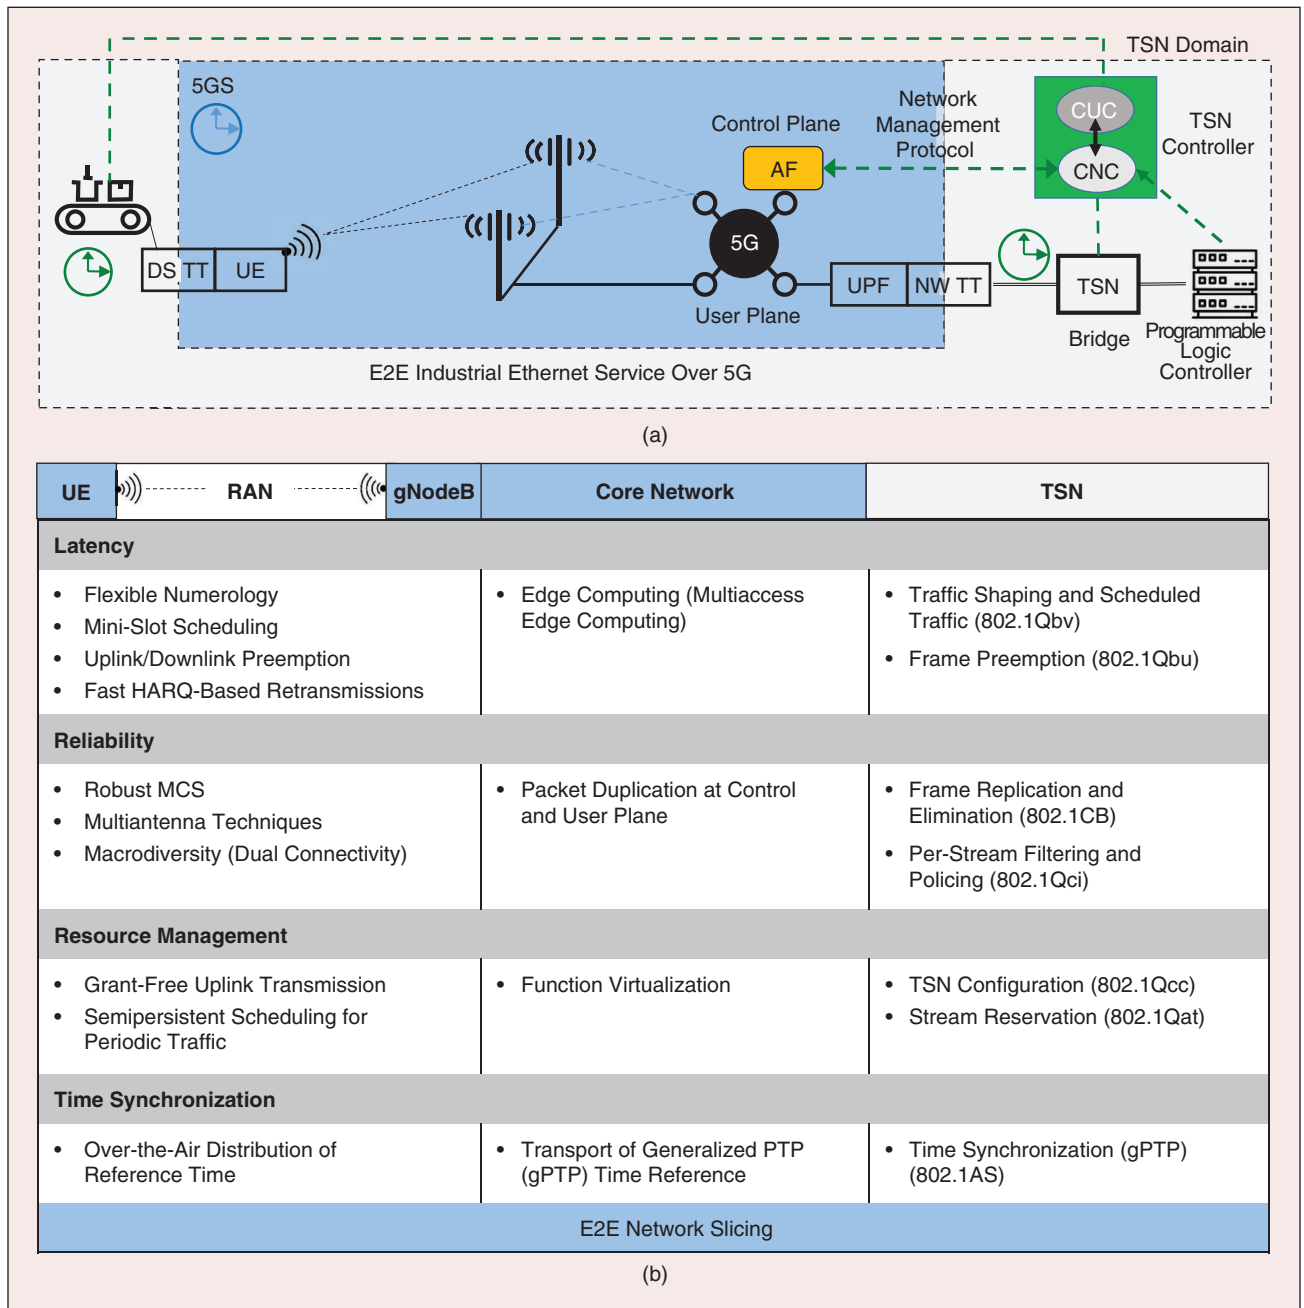 TSN Domain
5GS
Control Plane
Network
Management
Protocol
CUC
TSN
Controller
AF
CNC
5G
DS TT
UE
UPF
NW TT
TSN
User Plane
Bridge
Programmable
Logic
Controller
E2E Industrial Ethernet Service Over 5G
(a)
UE
RAN
gNodeB
Core Network
TSN
Latency
• Flexible Numerology
• Mini-Slot Scheduling
• Uplink/Downlink Preemption
• Fast HARQ-Based Retransmissions
• Edge Computing (Multiaccess
Edge Computing)
• Traffic Shaping and Scheduled
Traffic (802.1Qbv)
• Frame Preemption (802.1Qbu)
Reliability
• Robust MCS
• Multiantenna Techniques
• Macrodiversity (Dual Connectivity)
• Packet Duplication at Control
and User Plane
• Frame Replication and
Elimination (802.1CB)
• Per-Stream Filtering and
Policing (802.1Qci)
Resource Management
• Grant-Free Uplink Transmission
• Semipersistent Scheduling for
Periodic Traffic
• Function Virtualization
• TSN Configuration (802.1Qcc)
• Stream Reservation (802.1Qat)
Time Synchronization
• Over-the-Air Distribution of
Reference Time
• Transport of Generalized PTP
(gPTP) Time Reference
• Time Synchronization (gPTP)
(802.1AS)
E2E Network Slicing
(b)